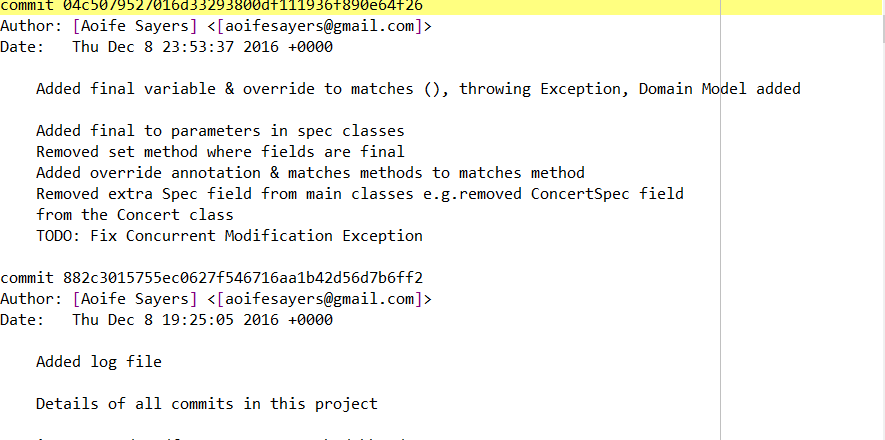 commit 04c5079527016d33293800df111936f890e64f26
Author: [Aoife Sayers] <[aoifesayers@gmail.com]>
Date:   Thu Dec 8 23:53:37 2016 +0000
Added final variable & override to matches (), throwing Exception, Domain Model added
Added final to parameters in spec classes
Removed set method where fields are final
Added override annotation & matches methods to matches method
Removed extra Spec field from main classes e.g.removed ConcertSpec field
from the Concert class
TODO: Fix Concurrent Modification Exception
commit 882c3015755ec0627f546716aa1b42d56d7b6ff2
Author: [Aoife Sayers] <[aoifesayers@gmail.com]>
Date:   Thu Dec 8 19:25:05 2016 +0000
Added log file
Details of all commits in this project